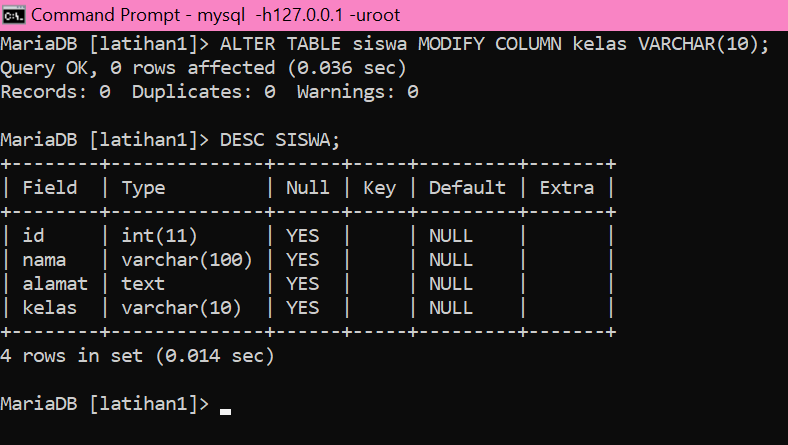 Command Prompt - mysql  -h127.0.0.1 -uroot
MariaDB [latihan1]> ALTER TABLE siswa MODIFY COLUMN kelas VARCHAR(10);
Query OK, 0 rows affected (0.036 sec)
Records: 0  Duplicates: 0  Warnings: 0
MariaDB [latihan1]> DESC SISWA;
+--------+--------------+------+-----+---------+-------+
| Field  | Type         | Null | Key | Default | Extra |
+--------+--------------+------+-----+---------+-------+
| id     | int(11)      | YES  |     | NULL    |       |
| nama   | varchar(100) | YES  |     | NULL    |       |
| alamat | text         | YES  |     | NULL    |       |
| kelas  | varchar(10)  | YES  |     | NULL    |       |
+--------+--------------+------+-----+---------+-------+
4 rows in set (0.014 sec)
MariaDB [latihan1]>